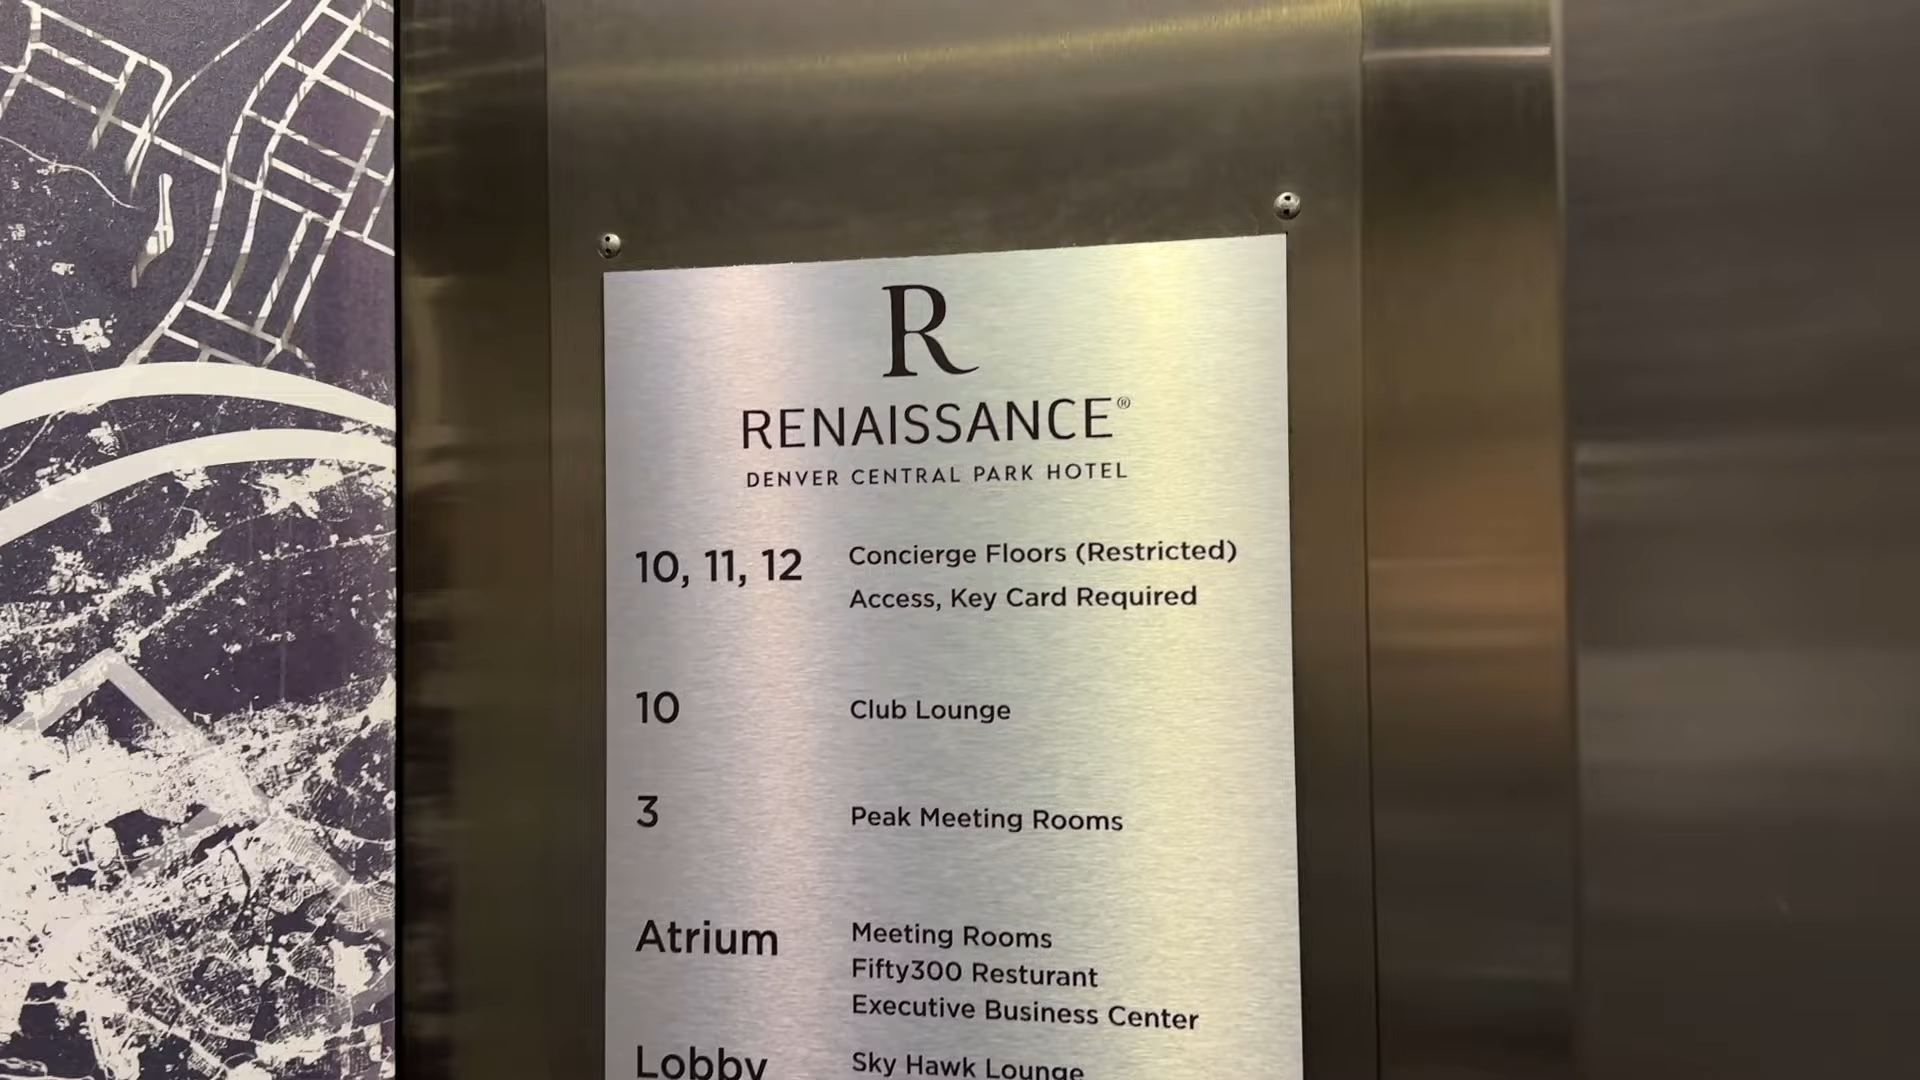 R
RENAISSANCE®
DENVER CENTRAL PARK HOTEL
10, 11, 12 Concierge Floors (Restricted)
Access, Key Card Required
10 Club Lounge
3 Peak Meeting Rooms
Atrium Meeting Rooms
Fifty300 Resturant
Executive Business Center
Lobby Sky Hawk Lounge